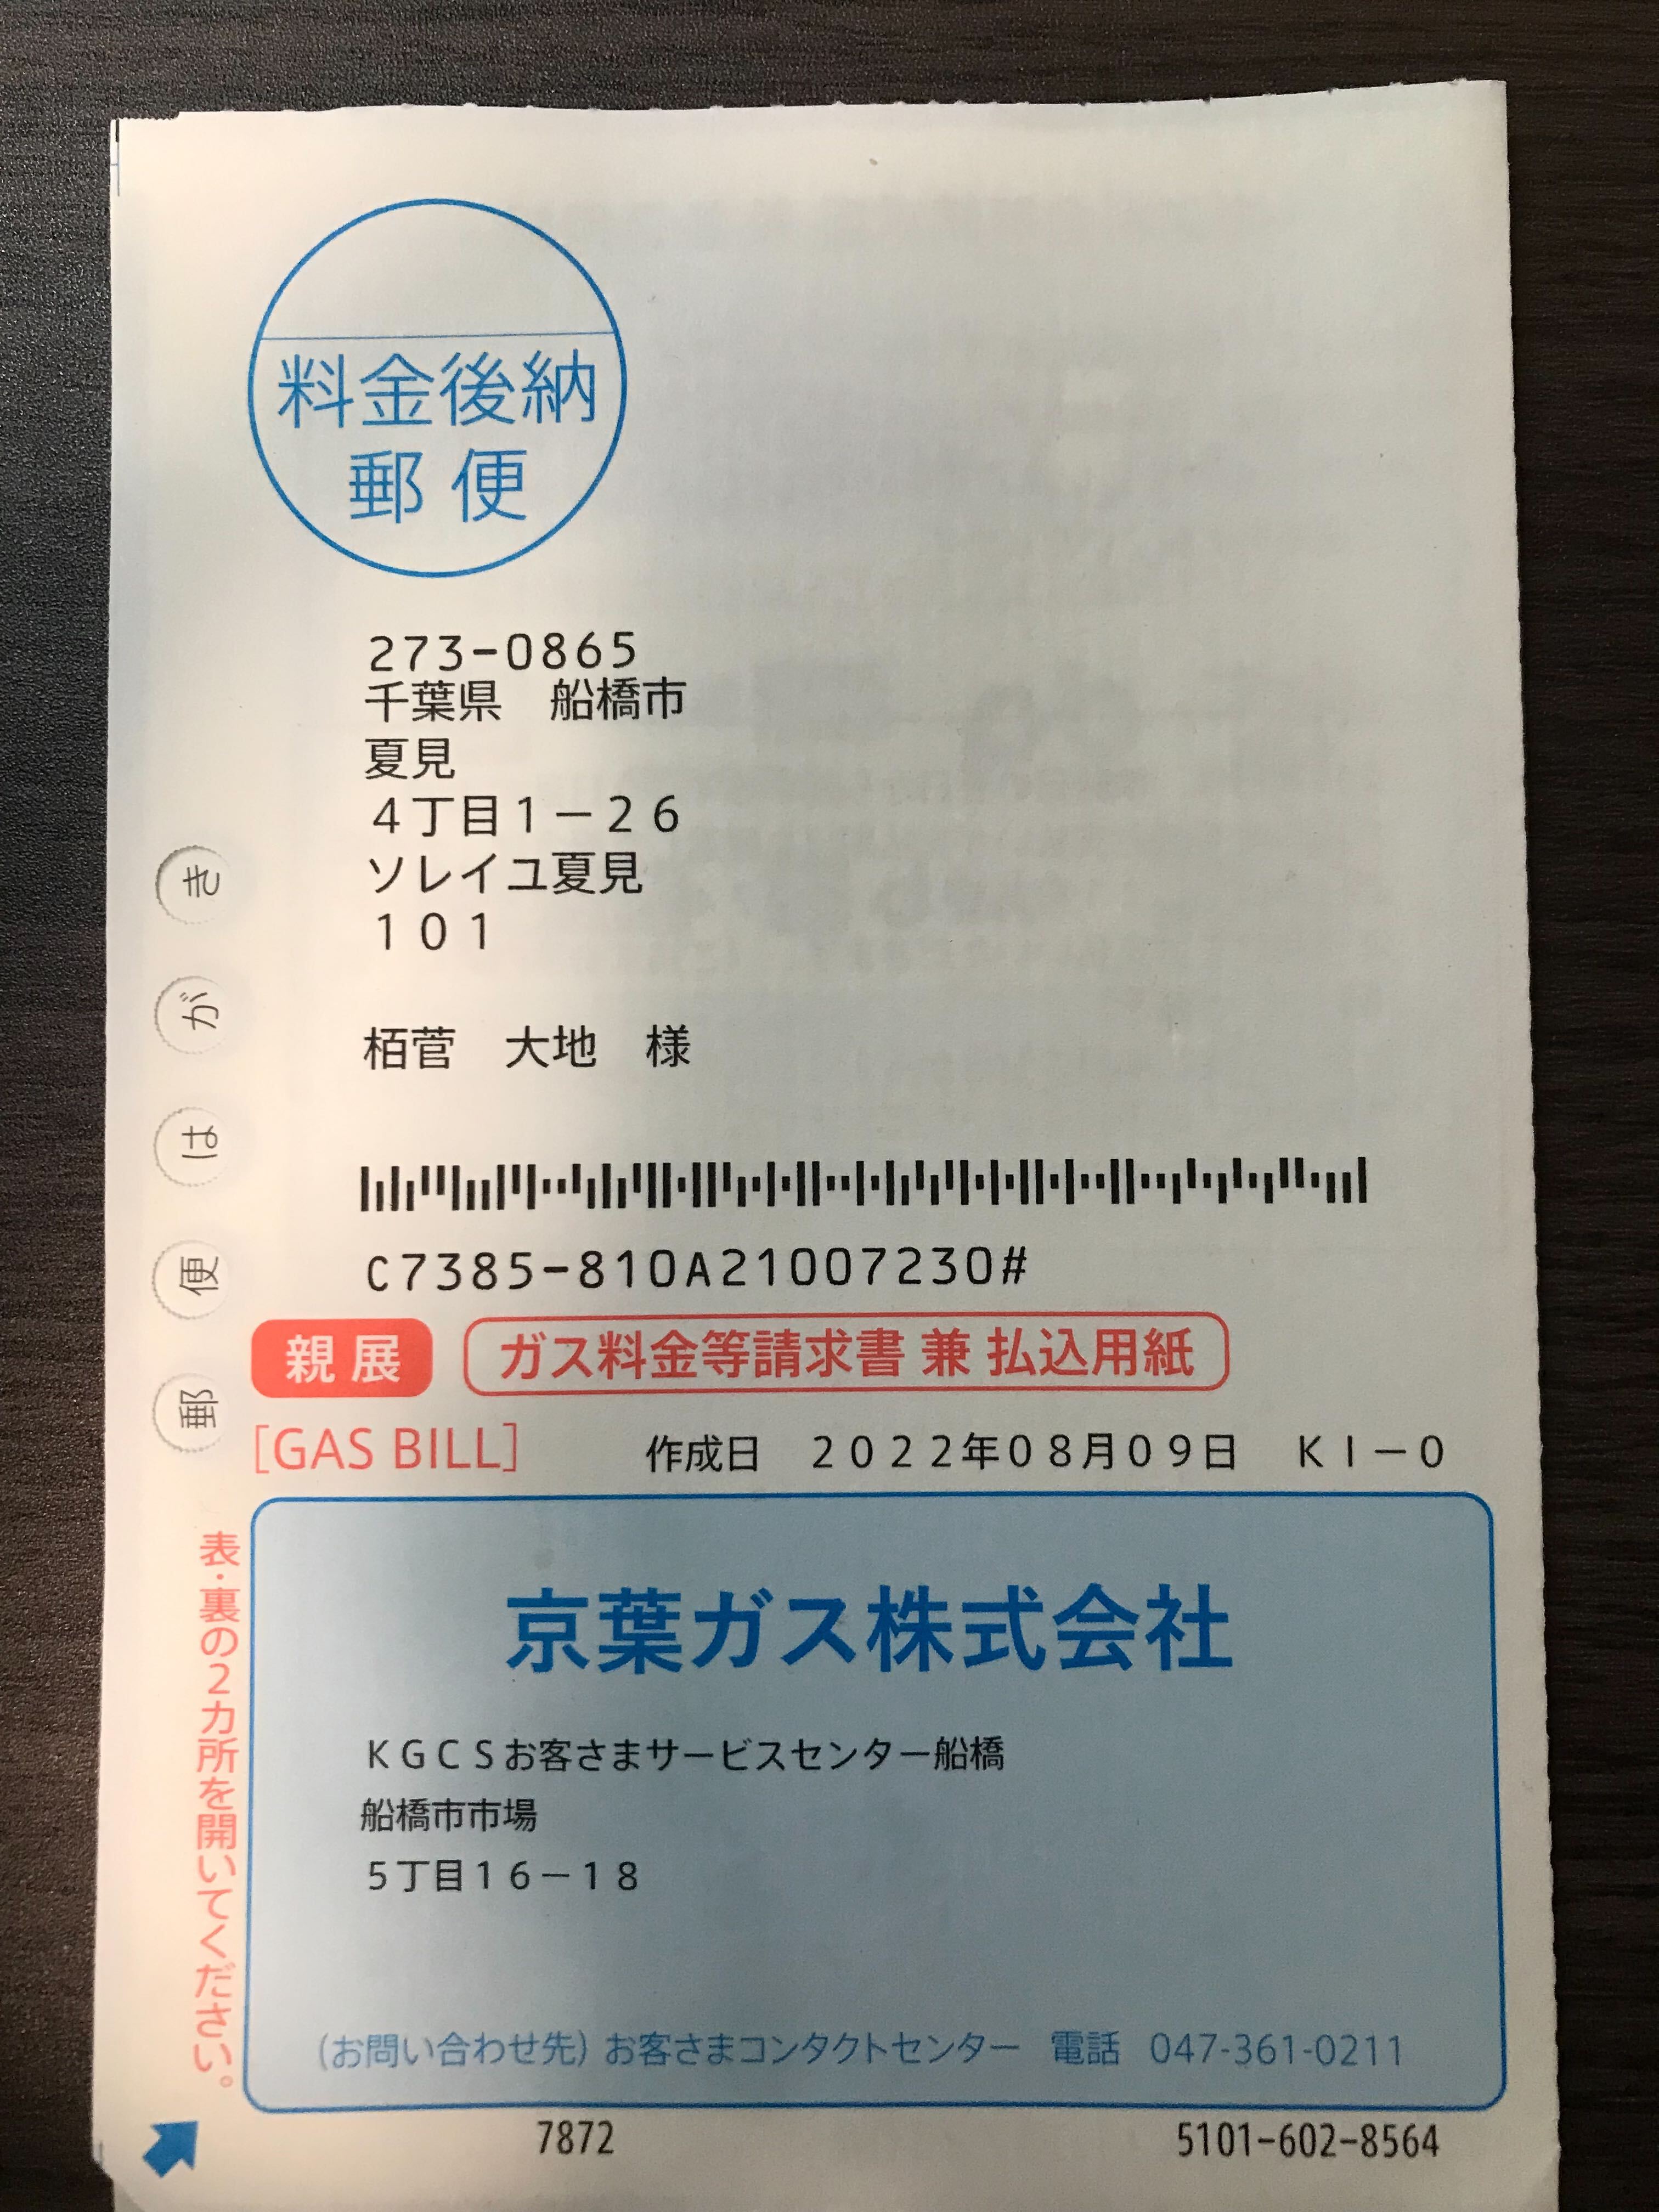 料金後納
郵便
273-0865
千葉県　船橋市
夏見
４丁目１－２６
ソレイユ夏見
１０１
栢菅　大地　様
C7385-810A21007230#
郵便はがき
親展
ガス料金等請求書 兼 払込用紙
[GAS BILL]
作成日　２０２２年０８月０９日　ＫＩ－０
表・裏の2カ所を開いてください。
京葉ガス株式会社
ＫＧＣＳお客さまサービスセンター船橋
船橋市市場
５丁目１６－１８
(お問い合わせ先) お客さまコンタクトセンター　電話　047-361-0211
7872
5101-602-8564